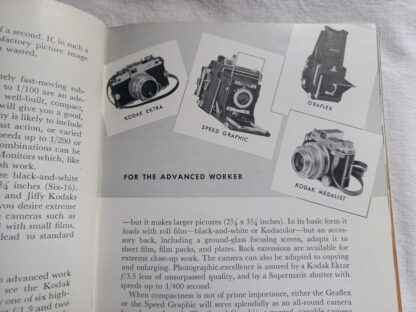 of a second. If, in such a
factory picture image
wasted.
tely fast-moving sub-
to 1/100 are an ade-
well-built, compact,
will give you a good,
hy is likely to include
ast action, or varied
peeds up to 1/200 or
ombinations can be
Monitors which, like
sh work.
re black-and-white
¼ inches (Six-16).
and Jiffy Kodaks
you desire extreme
e cameras such as
with small films,
lead to standard
o advanced work
see the Kodak
y one of six high-
f/1.9 and two
KODAK EKTRA
SPEED GRAPHIC
GRAFLEX
KODAK MEDALIST
FOR THE ADVANCED WORKER
—but it makes larger pictures (2¼ x 3¼ inches). In its basic form it
loads with roll film—black-and-white or Kodacolor—but an acces-
sory back, including a ground-glass focusing screen, adapts it to
sheet film, film packs, and plates. Back extensions are available for
extreme close-up work. The camera can also be adapted to copying
and enlarging. Photographic excellence is assured by a Kodak Ektar
f/3.5 lens of unsurpassed quality, and by a Supermatic shutter with
speeds up to 1/400 second.
When compactness is not of prime importance, either the Graflex
or the Speed Graphic will serve splendidly as an all-round camera